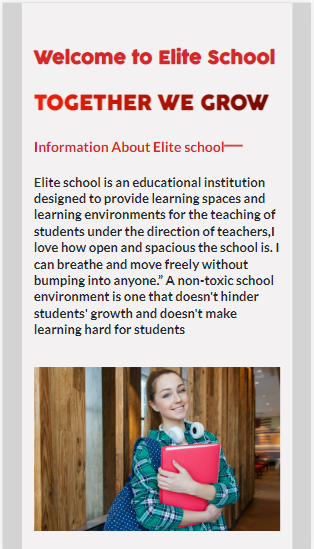 Welcome to Elite School
TOGETHER WE GROW
Information About Elite school
Elite school is an educational institution
designed to provide learning spaces and
learning environments for the teaching of
students under the direction of teachers,I
love how open and spacious the school is. I
can breathe and move freely without
bumping into anyone.” A non-toxic school
environment is one that doesn't hinder
students' growth and doesn't make
learning hard for students